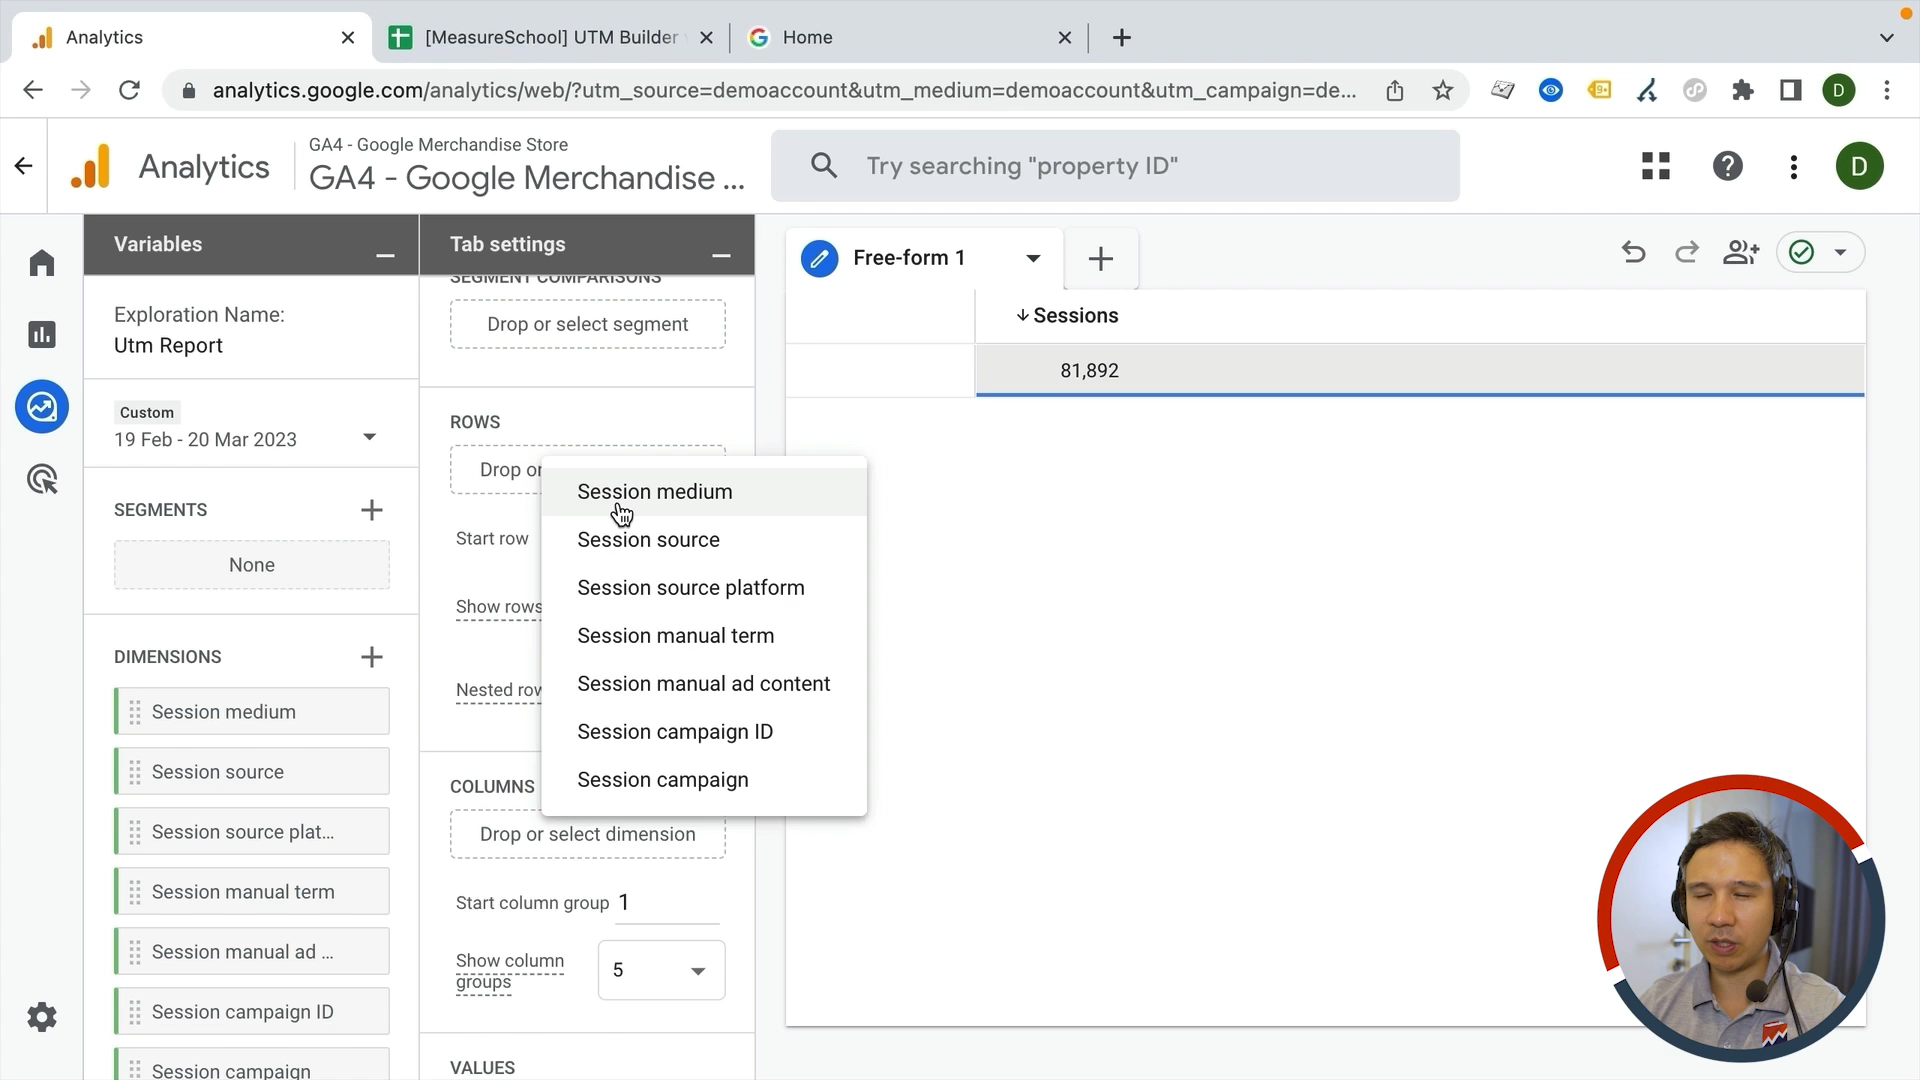 Analytics
[MeasureSchool] UTM Builder
Home
analytics.google.com/analytics/web/?utm_source=demoaccount&utm_medium=demoaccount&utm_campaign=de...
9+
D
Analytics
GA4 - Google Merchandise Store
GA4 - Google Merchandise ...
Try searching "property ID"
D
Variables
Exploration Name:
Utm Report
Custom
19 Feb - 20 Mar 2023
SEGMENTS
None
DIMENSIONS
Session medium
Session source
Session source plat...
Session manual term
Session manual ad ...
Session campaign ID
Session campaign
Tab settings
SEGMENT COMPARISONS
Drop or select segment
ROWS
Drop or
Start row
Show rows
Nested row
Session medium
Session source
Session source platform
Session manual term
Session manual ad content
Session campaign ID
Session campaign
COLUMNS
Drop or select dimension
Start column group 1
Show column
groups
5
VALUES
Free-form 1
Sessions
81,892